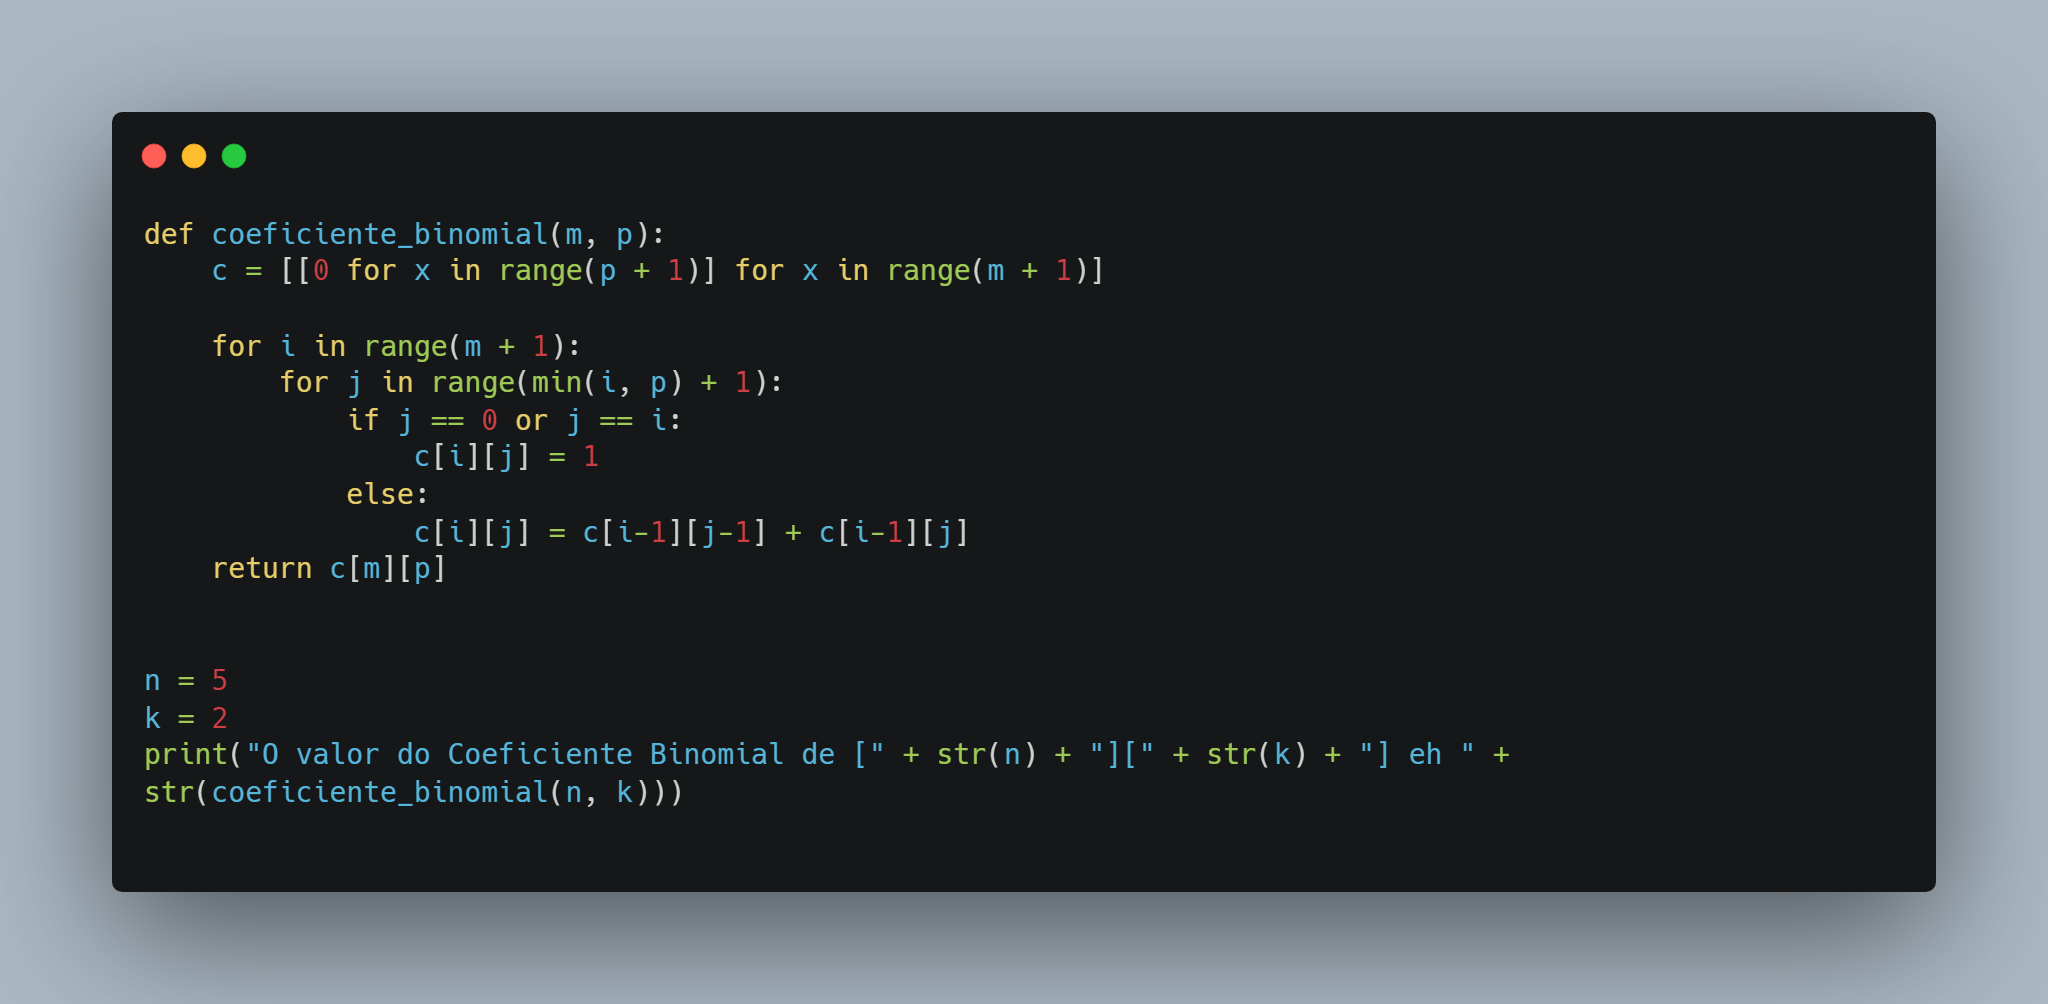 def coeficiente_binomial(m, p):
    c = [[0 for x in range(p + 1)] for x in range(m + 1)]

    for i in range(m + 1):
        for j in range(min(i, p) + 1):
            if j == 0 or j == i:
                c[i][j] = 1
            else:
                c[i][j] = c[i-1][j-1] + c[i-1][j]
    return c[m][p]


n = 5
k = 2
print("O valor do Coeficiente Binomial de [" + str(n) + "][" + str(k) + "] eh " +
str(coeficiente_binomial(n, k)))